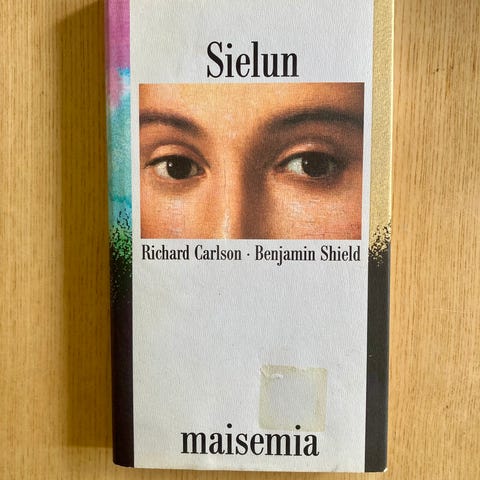 Sielun
Richard Carlson · Benjamin Shield
maisemia